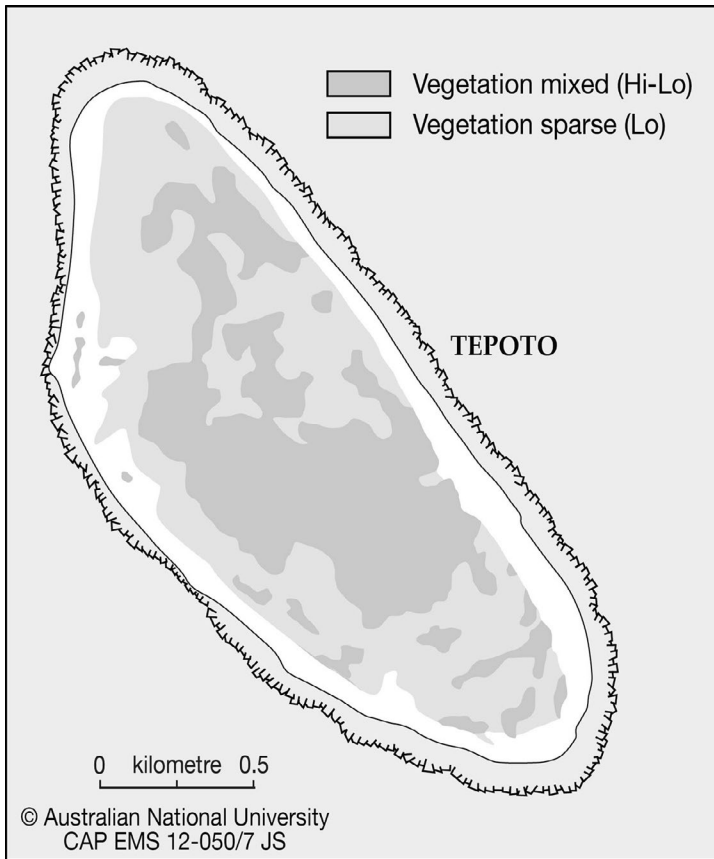 Vegetation mixed (Hi-Lo)
Vegetation sparse (Lo)
TEPOTO
0 kilometre 0.5
© Australian National University
CAP EMS 12-050/7 JS